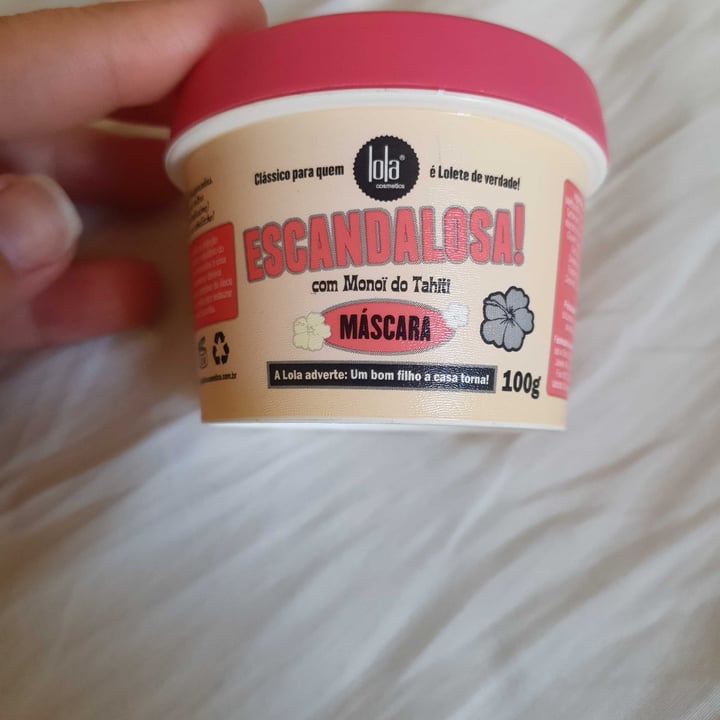 Clássico para quem
lola®
cosmetics
é Lolete de verdade!
ESCANDALOSA!
com Monoï do Tahiti
MÁSCARA
A Lola adverte: Um bom filho a casa torna!
100g